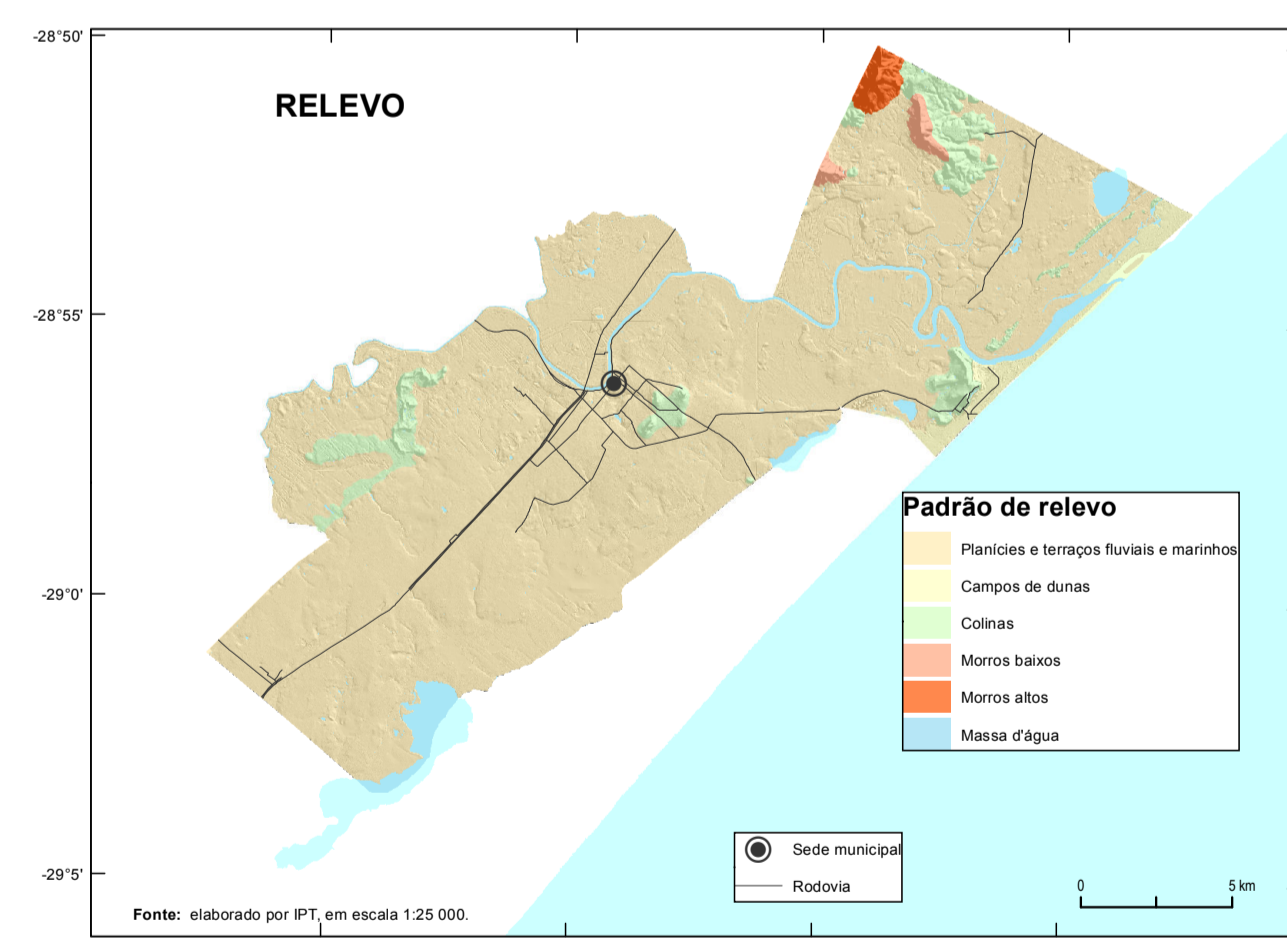 -28°50'
RELEVO
-28°55'
Padrão de relevo
Planícies e terraços fluviais e marinhos
Campos de dunas
Colinas
-29°0'
Morros baixos
Morros altos
Massa d'água
Sede municipal
-29°5'
Rodovia
0 5 km
Fonte: elaborado por IPT, em escala 1:25 000.